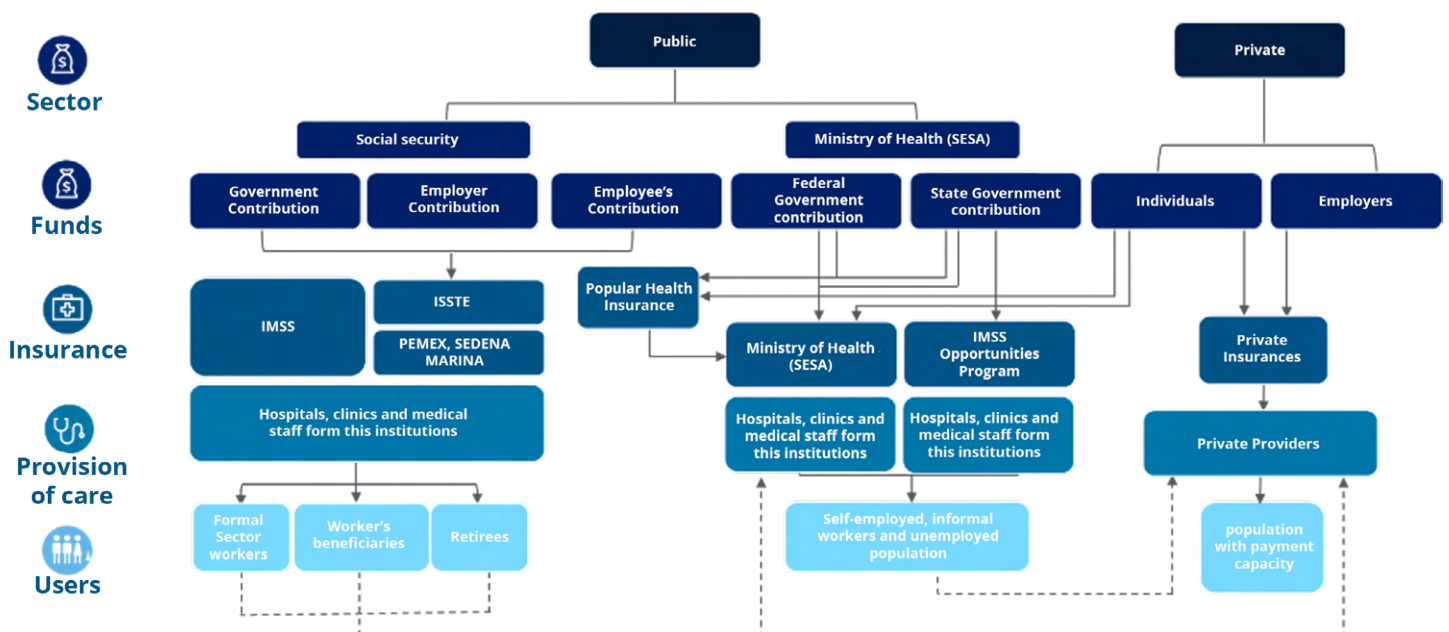 Public
Private
Sector
Social security
Ministry of Health (SESA)
Funds
Government
Contribution
Employer
Contribution
Employee's
Contribution
Federal
Government
contribution
State Government
contribution
Individuals
Employers
Insurance
IMSS
ISSTE
PEMEX, SEDENA
MARINA
Popular Health
Insurance
Ministry of Health
(SESA)
IMSS
Opportunities
Program
Private
Insurances
Provision
of care
Hospitals, clinics and medical
staff form this institutions
Hospitals, clinics and
medical staff form
this institutions
Hospitals, clinics and
medical staff form
this institutions
Private Providers
Users
Formal
Sector
workers
Worker's
beneficiaries
Retirees
Self-employed, informal
workers and unemployed
population
population
with payment
capacity